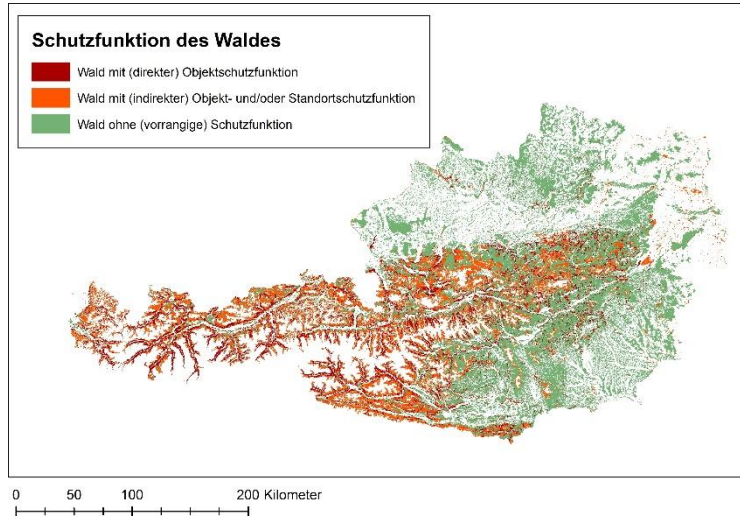 Schutzfunktion des Waldes
Wald mit (direkter) Objektschutzfunktion
Wald mit (indirekter) Objekt- und/oder Standortschutzfunktion
Wald ohne (vorrangige) Schutzfunktion
0 50 100 200 Kilometer